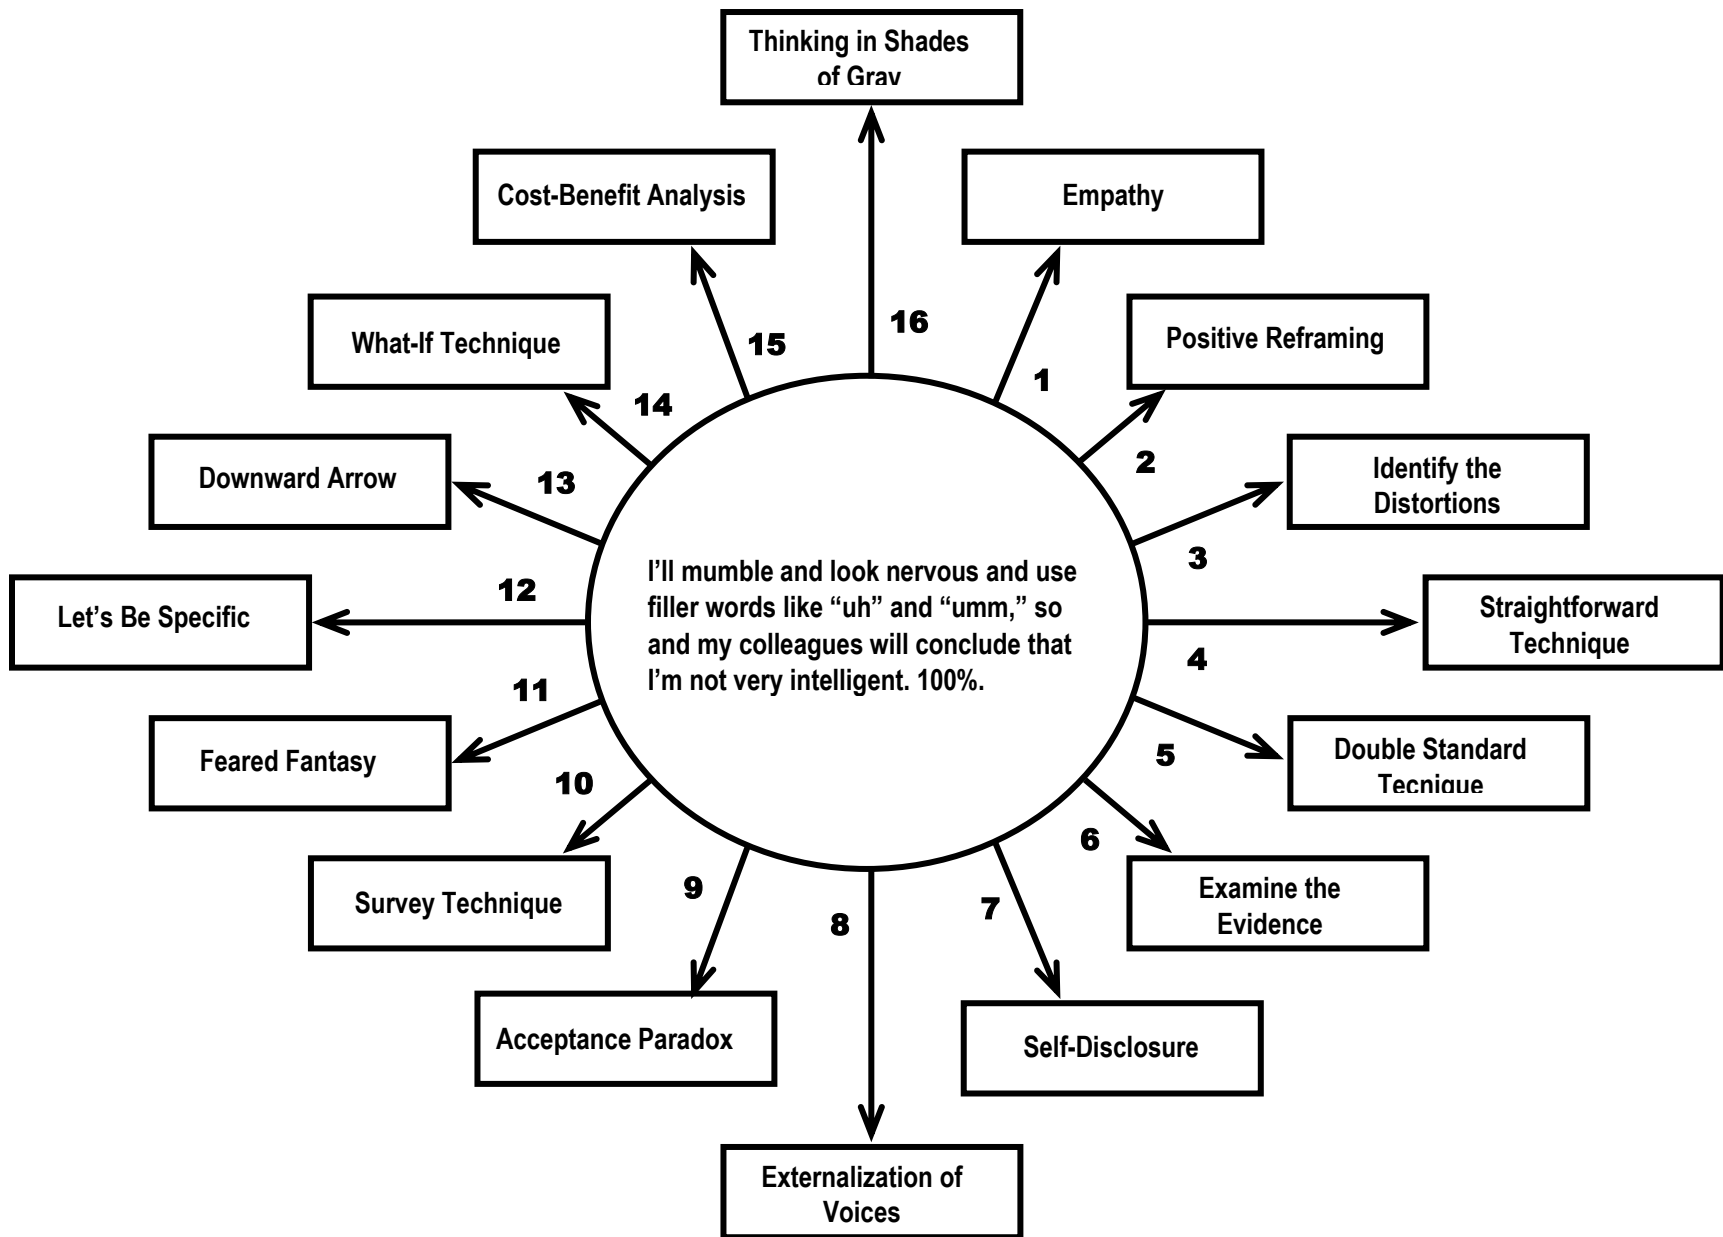 Thinking in Shades
of Gray
Cost-Benefit Analysis
Empathy
What-If Technique
Positive Reframing
16
15
1
14
2
Downward Arrow
13
Identify the
Distortions
3
I'll mumble and look nervous and use
filler words like “uh” and “umm,” so
and my colleagues will conclude that
I'm not very intelligent. 100%.
Let's Be Specific
12
Straightforward
Technique
4
11
Feared Fantasy
5
Double Standard
Tecnique
10
6
Survey Technique
9
8
7
Examine the
Evidence
Acceptance Paradox
Self-Disclosure
Externalization of
Voices